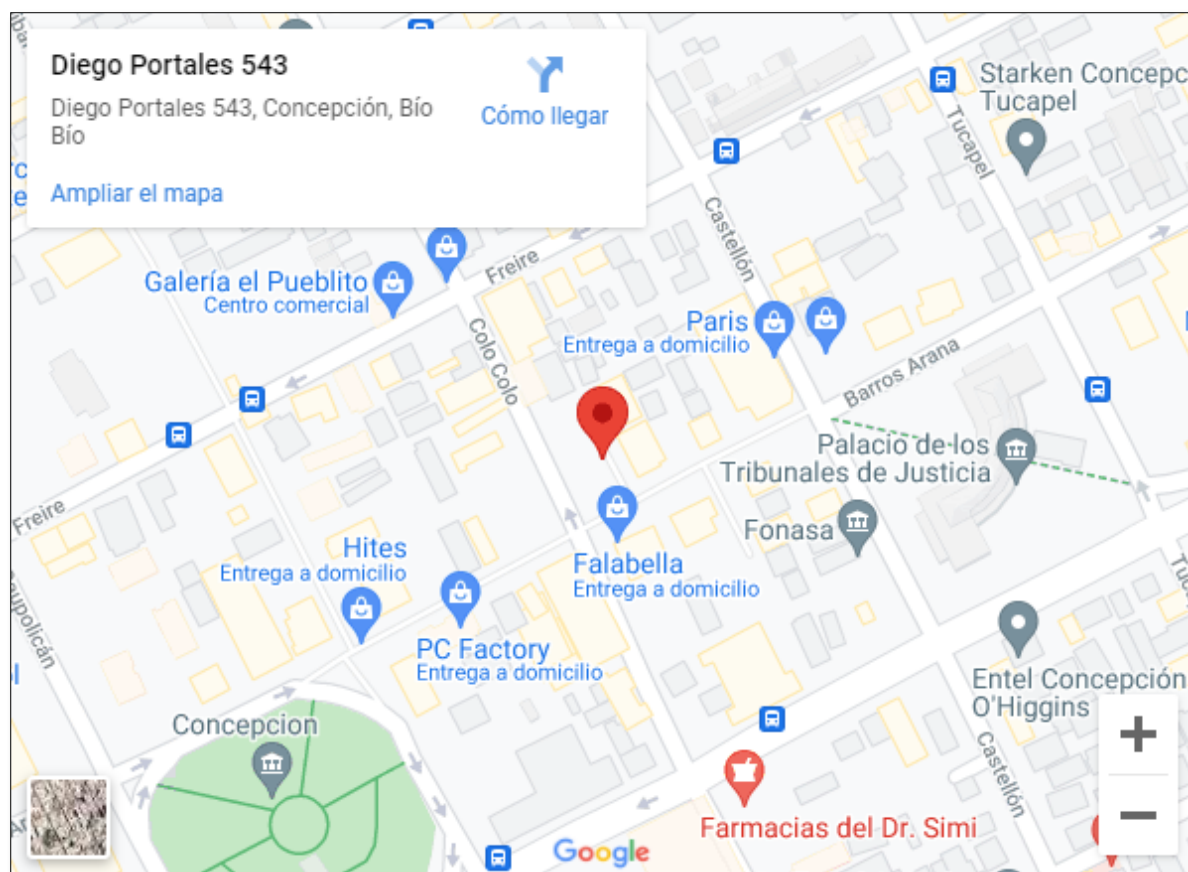 Diego Portales 543
Diego Portales 543, Concepción, Bío
Bío
Cómo llegar
Ampliar el mapa
Starken Concepc
Tucapel
Tucapel
Castellón
Freire
Galería el Pueblito
Centro comercial
Colo Colo
Paris
Entrega a domicilio
Barros Arana
Palacio de los
Tribunales de Justicia
Freire
Fonasa
Hites
Entrega a domicilio
Falabella
Entrega a domicilio
PC Factory
Entrega a domicilio
Entel Concepción
O'Higgins
Concepcion
Castellón
Farmacias del Dr. Simi
Google